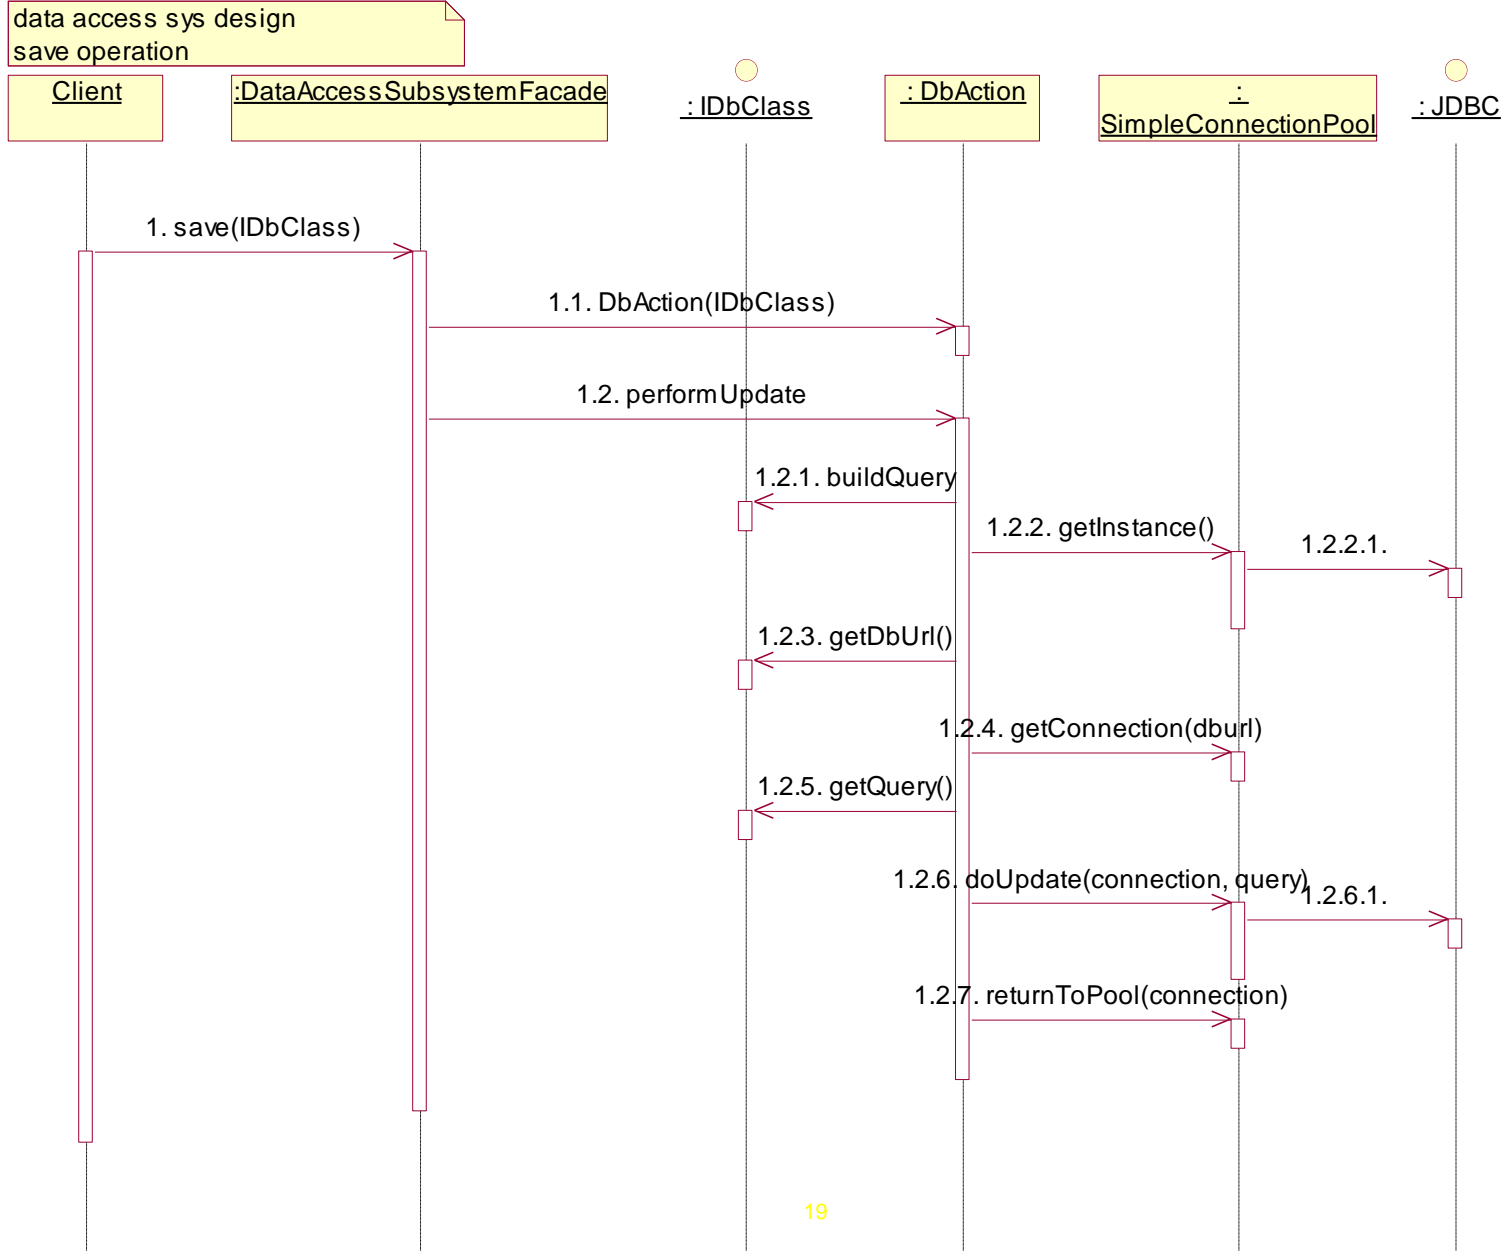 data access sys design
save operation
Client
:DataAccessSubsystemFacade
: IDbClass
: DbAction
:
SimpleConnectionPool
: JDBC
1. save(IDbClass)
1.1. DbAction(IDbClass)
1.2. performUpdate
1.2.1. buildQuery
1.2.2. getInstance()
1.2.2.1.
1.2.3. getDbUrl()
1.2.4. getConnection(dburl)
1.2.5. getQuery()
1.2.6. doUpdate(connection, query)
1.2.6.1.
1.2.7. returnToPool(connection)
19